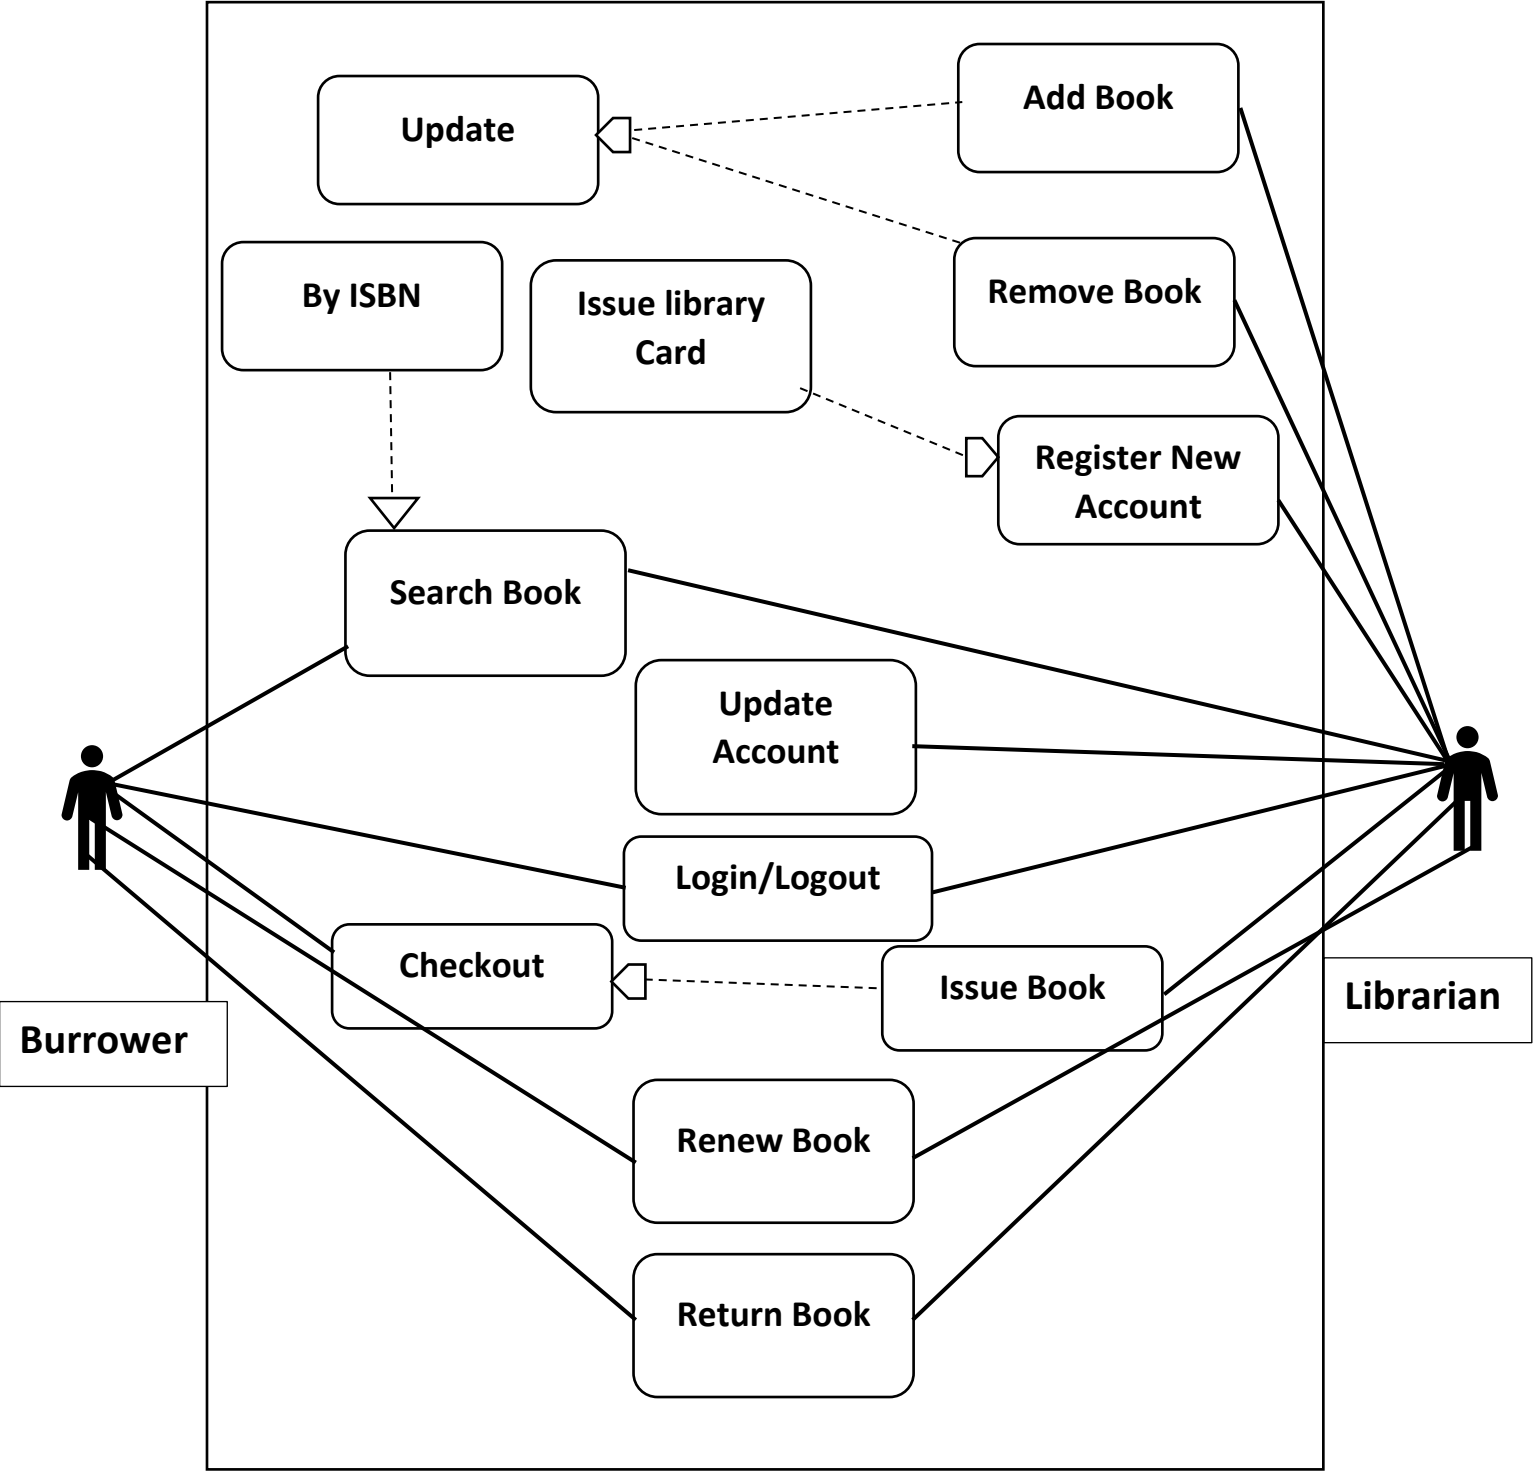 Add Book
Update
Remove Book
By ISBN
Issue library
Card
Register New
Account
Search Book
Update
Account
Login/Logout
Checkout
Issue Book
Librarian
Burrower
Renew Book
Return Book